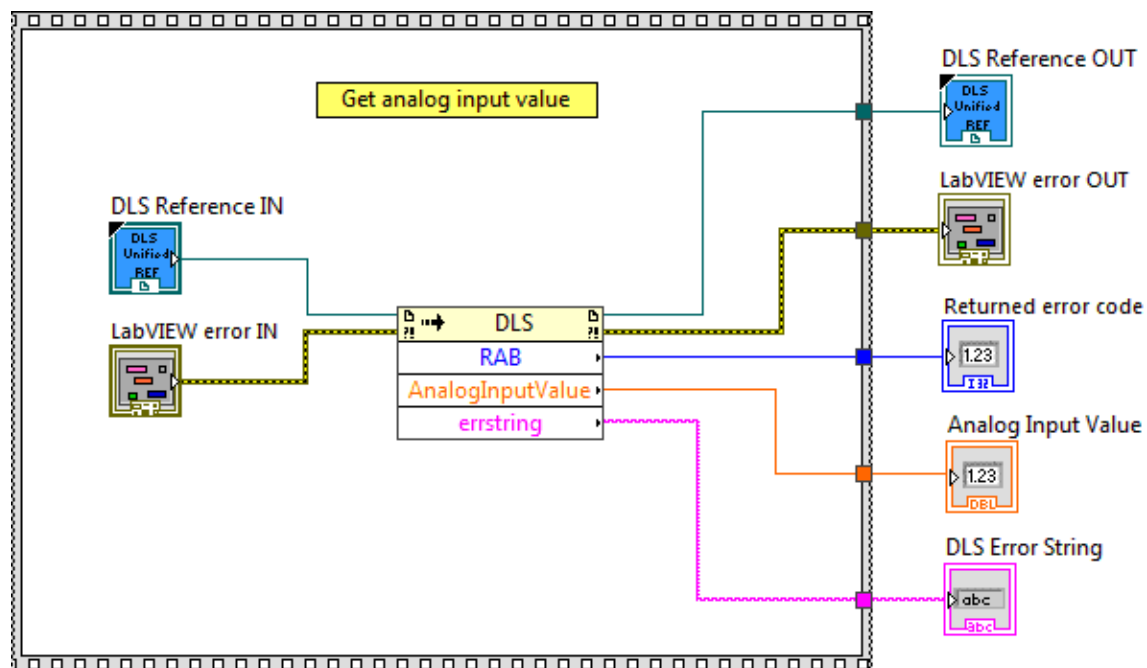 DLS Reference OUT
DLS
Unified
REF
Get analog input value
LabVIEW error OUT
DLS Reference IN
DLS
Unified
REF
LabVIEW error IN
?! DLS ?!
RAB
AnalogInputValue
errstring
Returned error code
1.23
I32
Analog Input Value
1.23
DBL
DLS Error String
abc
abc